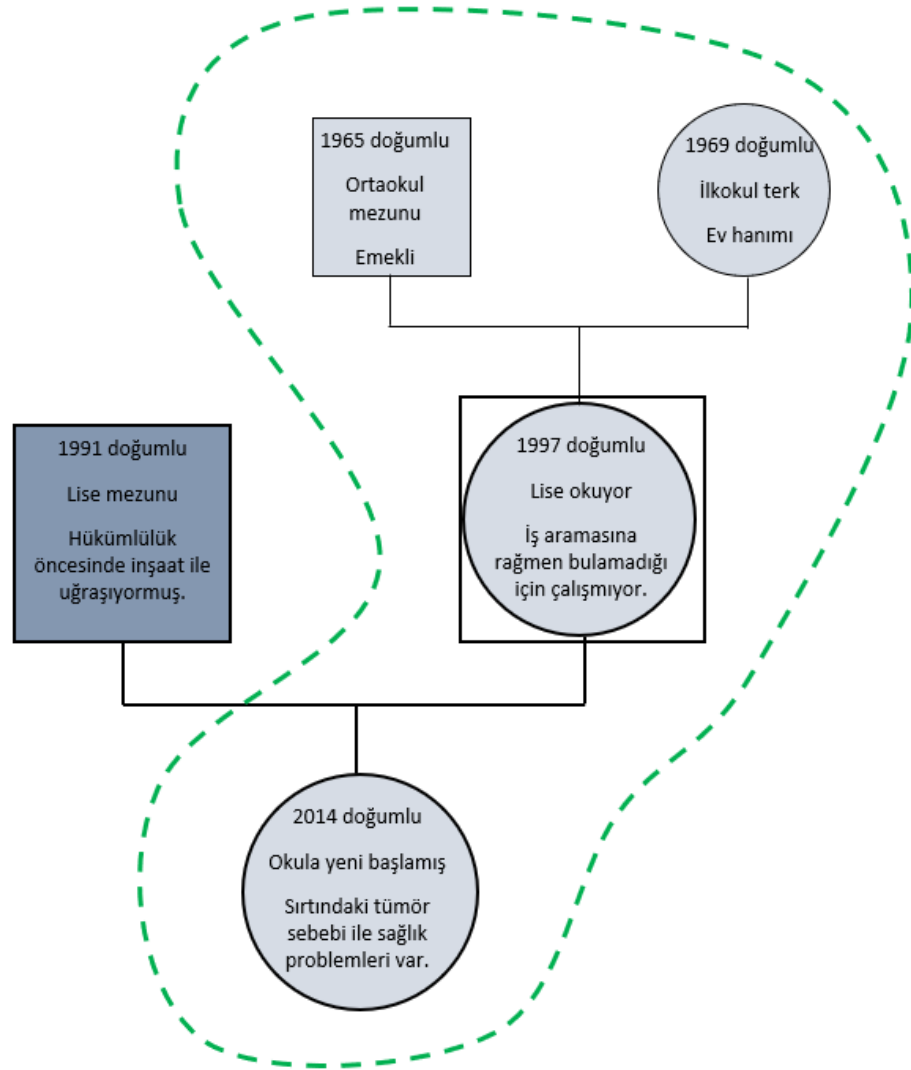 1965 doğumlu
Ortaokul
mezunu
Emekli
1969 doğumlu
İlkokul terk
Ev hanımı
1991 doğumlu
Lise mezunu
Hükümlülük
öncesinde inşaat ile
uğraşıyormuş.
1997 doğumlu
Lise okuyor
İş aramasına
rağmen bulamadığı
için çalışmıyor.
2014 doğumlu
Okula yeni başlamış
Sırtındaki tümör
sebebi ile sağlık
problemleri var.